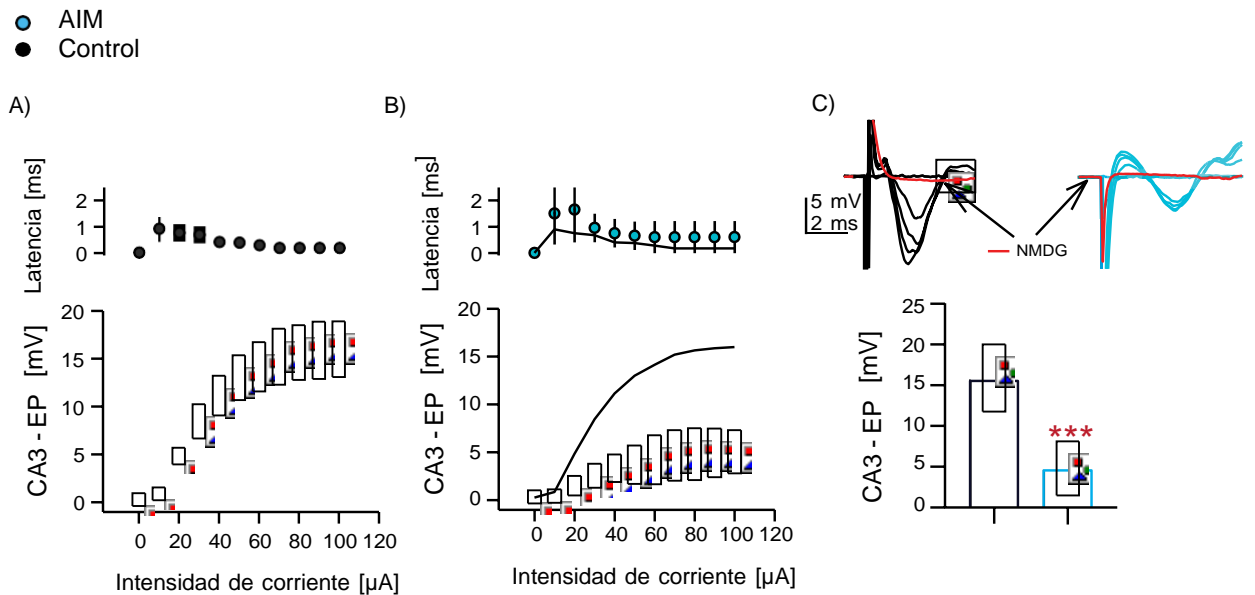 AIM
Control
A)
B)
C)
Latencia [ms]
2
1
0
Latencia [ms]
2
1
0
5 mV
2 ms
NMDG
CA3 - EP [mV]
20
15
10
5
0
0 20 40 60 80 100 120
Intensidad de corriente [µA]
CA3 - EP [mV]
20
15
10
5
0
0 20 40 60 80 100 120
Intensidad de corriente [µA]
CA3 - EP [mV]
25
20
15
10
5
0
***